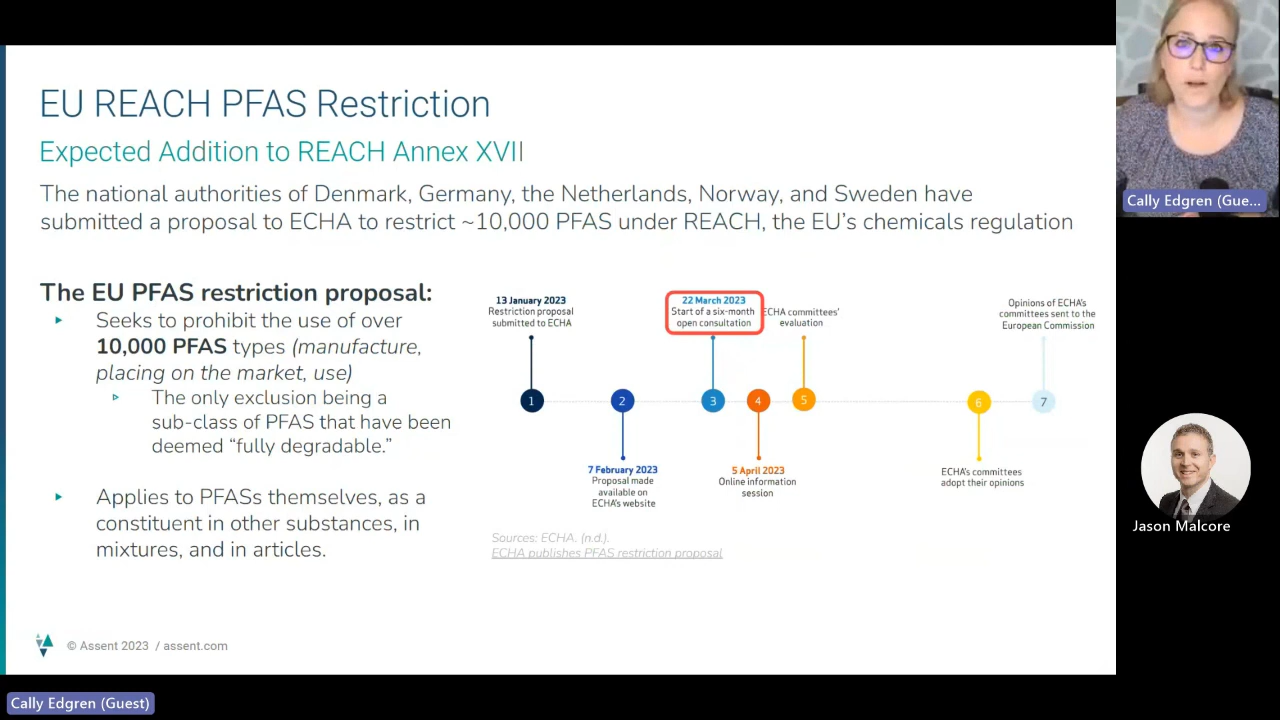 EU REACH PFAS Restriction
Expected Addition to REACH Annex XVII
The national authorities of Denmark, Germany, the Netherlands, Norway, and Sweden have
submitted a proposal to ECHA to restrict ~10,000 PFAS under REACH, the EU's chemicals regulation
The EU PFAS restriction proposal:
Seeks to prohibit the use of over
10,000 PFAS types (manufacture,
placing on the market, use)
The only exclusion being a
sub-class of PFAS that have been
deemed “fully degradable.”
Applies to PFASs themselves, as a
constituent in other substances, in
mixtures, and in articles.
13 January 2023
Restriction proposal
submitted to ECHA
22 March 2023
Start of a six-month
open consultation
ECHA committees'
evaluation
Opinions of ECHA's
committees sent to the
European Commission
1
2
3
4
5
6
7
7 February 2023
Proposal made
available on
ECHA's website
5 April 2023
Online information
session
ECHA's committees
adopt their opinions
Sources: ECHA. (n.d.).
ECHA publishes PFAS restriction proposal
© Assent 2023 / assent.com
Cally Edgren (Guest)
Cally Edgren (Gue...
Jason Malcore